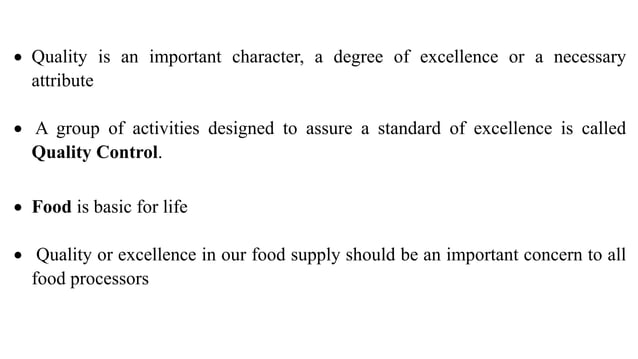 • Quality is an important character, a degree of excellence or a necessary
attribute
• A group of activities designed to assure a standard of excellence is called
Quality Control.
• Food is basic for life
• Quality or excellence in our food supply should be an important concern to all
food processors